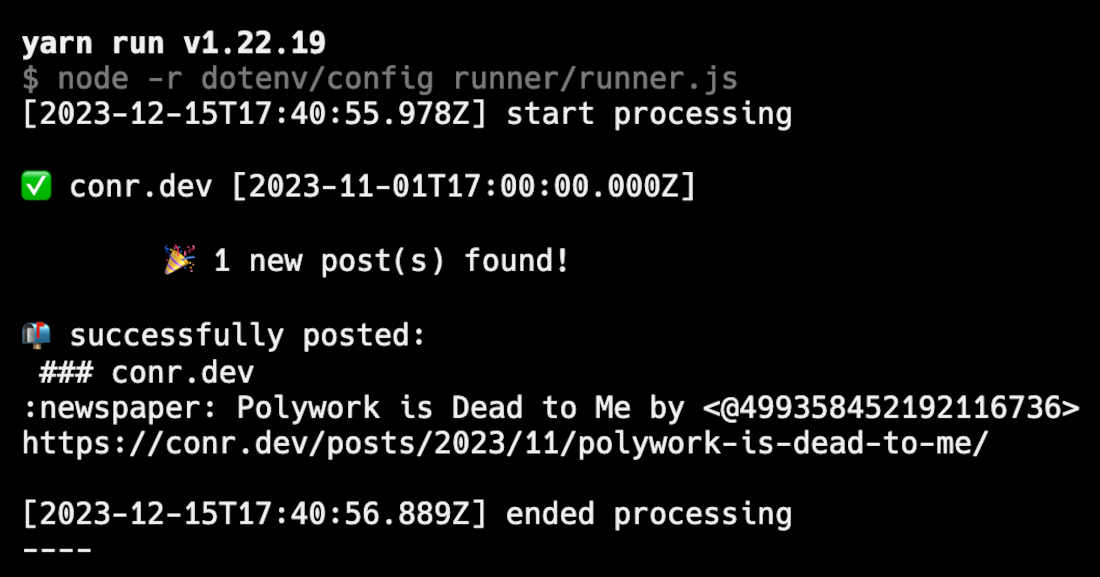 yarn run v1.22.19
$ node -r dotenv/config runner/runner.js
[2023-12-15T17:40:55.978Z] start processing
✅ conr.dev [2023-11-01T17:00:00.000Z]
🎉 1 new post(s) found!
📬 successfully posted:
### conr.dev
:newspaper: Polywork is Dead to Me by <@499358452192116736>
https://conr.dev/posts/2023/11/polywork-is-dead-to-me/
[2023-12-15T17:40:56.889Z] ended processing
----